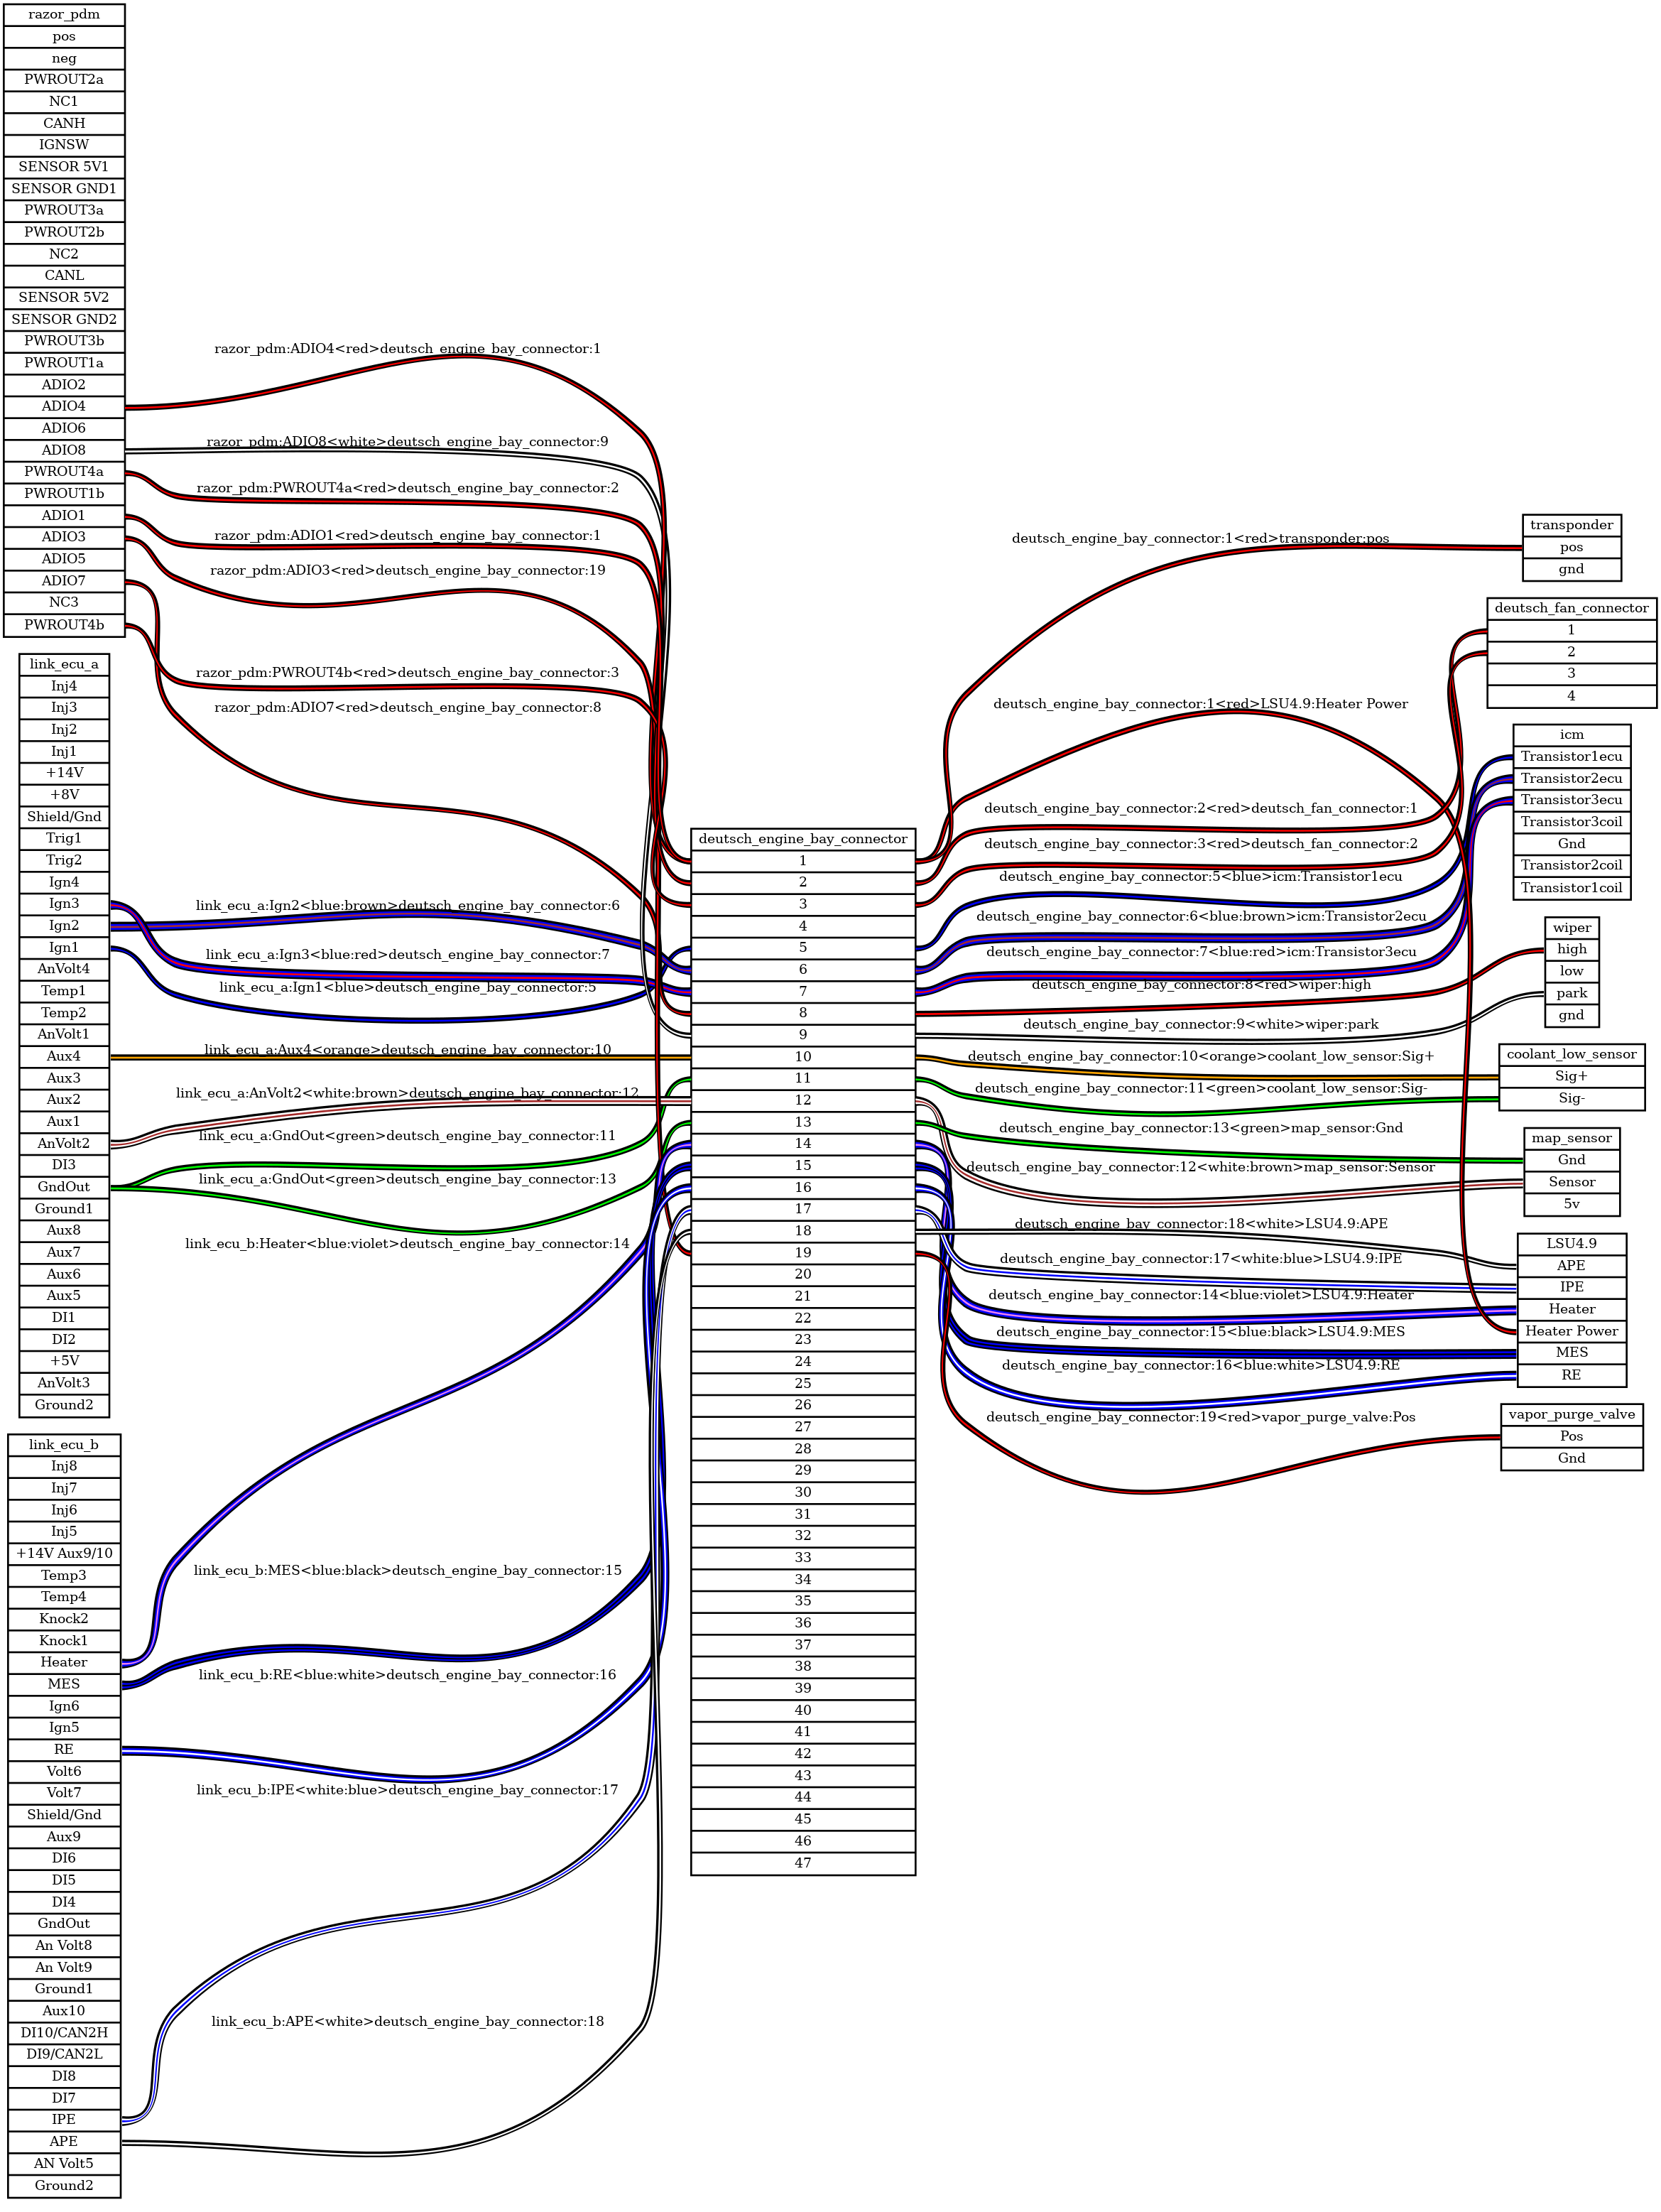 razor_pdm
pos
neg
PWROUT2a
NC1
CANH
IGNSW
SENSOR 5V1
SENSOR GND1
PWROUT3a
PWROUT2b
NC2
CANL
SENSOR 5V2
SENSOR GND2
PWROUT3b
PWROUT1a
ADIO2
ADIO4
ADIO6
ADIO8
PWROUT4a
PWROUT1b
ADIO1
ADIO3
ADIO5
ADIO7
NC3
PWROUT4b
link_ecu_a
Inj4
Inj3
Inj2
Inj1
+14V
+8V
Shield/Gnd
Trig1
Trig2
Ign4
Ign3
Ign2
Ign1
AnVolt4
Temp1
Temp2
AnVolt1
Aux4
Aux3
Aux2
Aux1
AnVolt2
DI3
GndOut
Ground1
Aux8
Aux7
Aux6
Aux5
DI1
DI2
+5V
AnVolt3
Ground2
link_ecu_b
Inj8
Inj7
Inj6
Inj5
+14V Aux9/10
Temp3
Temp4
Knock2
Knock1
Heater
MES
Ign6
Ign5
RE
Volt6
Volt7
Shield/Gnd
Aux9
DI6
DI5
DI4
GndOut
An Volt8
An Volt9
Ground1
Aux10
DI10/CAN2H
DI9/CAN2L
DI8
DI7
IPE
APE
AN Volt5
Ground2
razor_pdm:ADIO4<red>deutsch_engine_bay_connector:1
razor_pdm:ADIO8<white>deutsch_engine_bay_connector:9
razor_pdm:PWROUT4a<red>deutsch_engine_bay_connector:2
razor_pdm:ADIO1<red>deutsch_engine_bay_connector:1
razor_pdm:ADIO3<red>deutsch_engine_bay_connector:19
razor_pdm:PWROUT4b<red>deutsch_engine_bay_connector:3
razor_pdm:ADIO7<red>deutsch_engine_bay_connector:8
link_ecu_a:Ign2<blue:brown>deutsch_engine_bay_connector:6
link_ecu_a:Ign3<blue:red>deutsch_engine_bay_connector:7
link_ecu_a:Ign1<blue>deutsch_engine_bay_connector:5
link_ecu_a:Aux4<orange>deutsch_engine_bay_connector:10
link_ecu_a:AnVolt2<white:brown>deutsch_engine_bay_connector:12
link_ecu_a:GndOut<green>deutsch_engine_bay_connector:11
link_ecu_a:GndOut<green>deutsch_engine_bay_connector:13
link_ecu_b:Heater<blue:violet>deutsch_engine_bay_connector:14
link_ecu_b:MES<blue:black>deutsch_engine_bay_connector:15
link_ecu_b:RE<blue:white>deutsch_engine_bay_connector:16
link_ecu_b:IPE<white:blue>deutsch_engine_bay_connector:17
link_ecu_b:APE<white>deutsch_engine_bay_connector:18
deutsch_engine_bay_connector
1
2
3
4
5
6
7
8
9
10
11
12
13
14
15
16
17
18
19
20
21
22
23
24
25
26
27
28
29
30
31
32
33
34
35
36
37
38
39
40
41
42
43
44
45
46
47
deutsch_engine_bay_connector:1<red>transponder:pos
deutsch_engine_bay_connector:1<red>LSU4.9:Heater Power
deutsch_engine_bay_connector:2<red>deutsch_fan_connector:1
deutsch_engine_bay_connector:3<red>deutsch_fan_connector:2
deutsch_engine_bay_connector:5<blue>icm:Transistor1ecu
deutsch_engine_bay_connector:6<blue:brown>icm:Transistor2ecu
deutsch_engine_bay_connector:7<blue:red>icm:Transistor3ecu
deutsch_engine_bay_connector:8<red>wiper:high
deutsch_engine_bay_connector:9<white>wiper:park
deutsch_engine_bay_connector:10<orange>coolant_low_sensor:Sig+
deutsch_engine_bay_connector:11<green>coolant_low_sensor:Sig-
deutsch_engine_bay_connector:13<green>map_sensor:Gnd
deutsch_engine_bay_connector:12<white:brown>map_sensor:Sensor
deutsch_engine_bay_connector:18<white>LSU4.9:APE
deutsch_engine_bay_connector:17<white:blue>LSU4.9:IPE
deutsch_engine_bay_connector:14<blue:violet>LSU4.9:Heater
deutsch_engine_bay_connector:15<blue:black>LSU4.9:MES
deutsch_engine_bay_connector:16<blue:white>LSU4.9:RE
deutsch_engine_bay_connector:19<red>vapor_purge_valve:Pos
transponder
pos
gnd
deutsch_fan_connector
1
2
3
4
icm
Transistor1ecu
Transistor2ecu
Transistor3ecu
Transistor3coil
Gnd
Transistor2coil
Transistor1coil
wiper
high
low
park
gnd
coolant_low_sensor
Sig+
Sig-
map_sensor
Gnd
Sensor
5v
LSU4.9
APE
IPE
Heater
Heater Power
MES
RE
vapor_purge_valve
Pos
Gnd